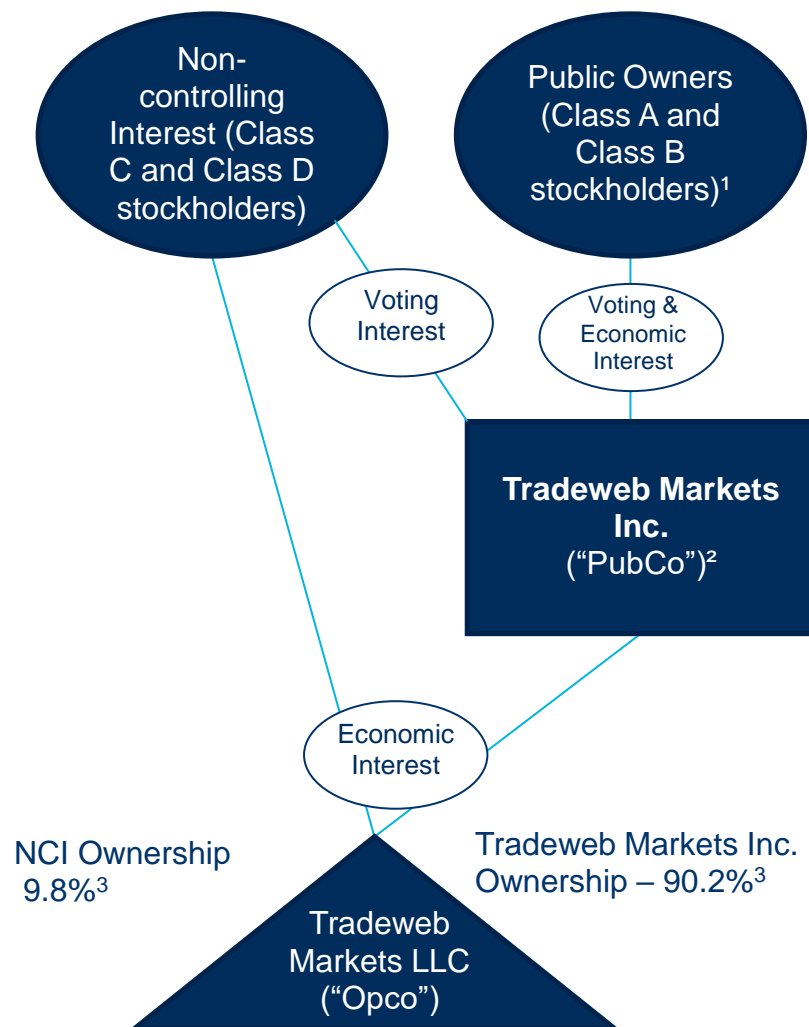 Non-
controlling
Interest (Class
C and Class D
stockholders)
Public Owners
(Class A and
Class B
stockholders)¹
Voting
Interest
Voting &
Economic
Interest
Tradeweb Markets
Inc.
(“PubCo”)²
Economic
Interest
NCI Ownership
9.8%³
Tradeweb Markets Inc.
Ownership – 90.2%³
Tradeweb
Markets LLC
(“Opco”)